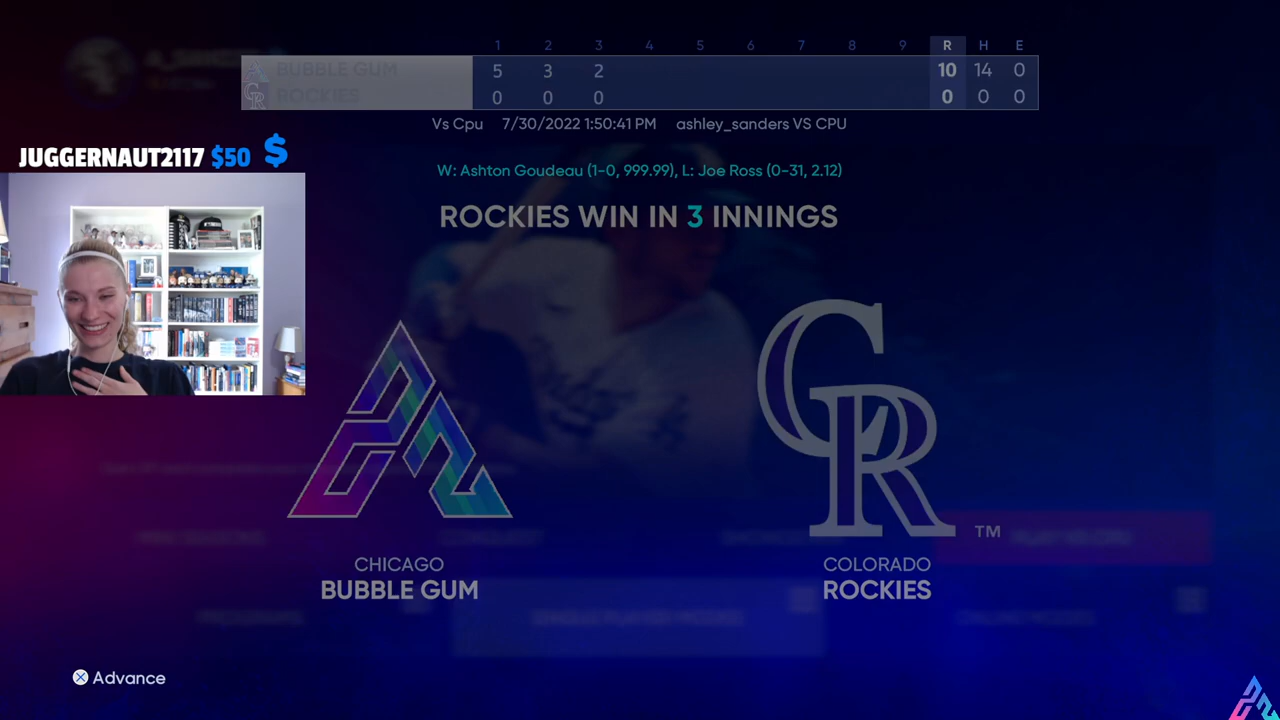 1 2 3 4 5 6 7 8 9 R H E
BUBBLE GUM 5 3 2 10 14 0
ROCKIES 0 0 0 0 0 0
Vs Cpu 7/30/2022 1:50:41 PM ashley_sanders VS CPU
JUGGERNAUT2117 $50 $
W: Ashton Goudeau (1-0, 999.99), L: Joe Ross (0-31, 2.12)
ROCKIES WIN IN 3 INNINGS
CR
TM
CHICAGO
BUBBLE GUM
COLORADO
ROCKIES
Advance